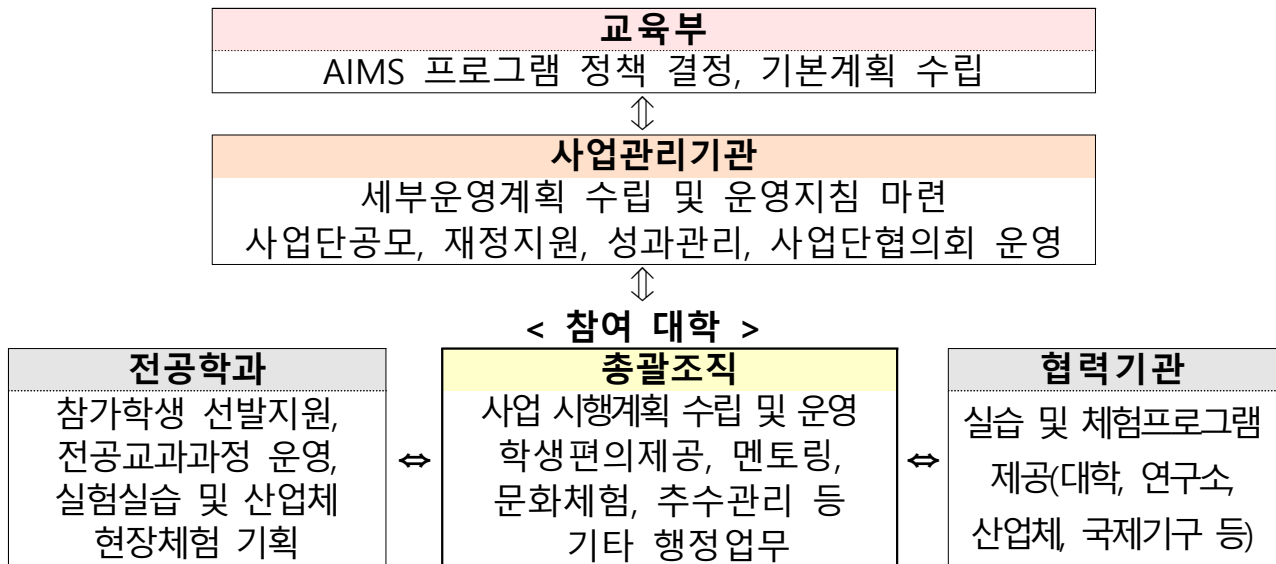 교육부
AIMS 프로그램 정책 결정, 기본계획 수립
⇕
사업관리기관
세부운영계획 수립 및 운영지침 마련
사업단공모, 재정지원, 성과관리, 사업단협의회 운영
⇕
< 참여 대학 >
전공학과
참가학생 선발지원,
전공교과과정 운영,
실험실습 및 산업체
현장체험 기획
⇔
총괄조직
사업 시행계획 수립 및 운영
학생편의제공, 멘토링,
문화체험, 추수관리 등
기타 행정업무
⇔
협력기관
실습 및 체험프로그램
제공(대학, 연구소,
산업체, 국제기구 등)